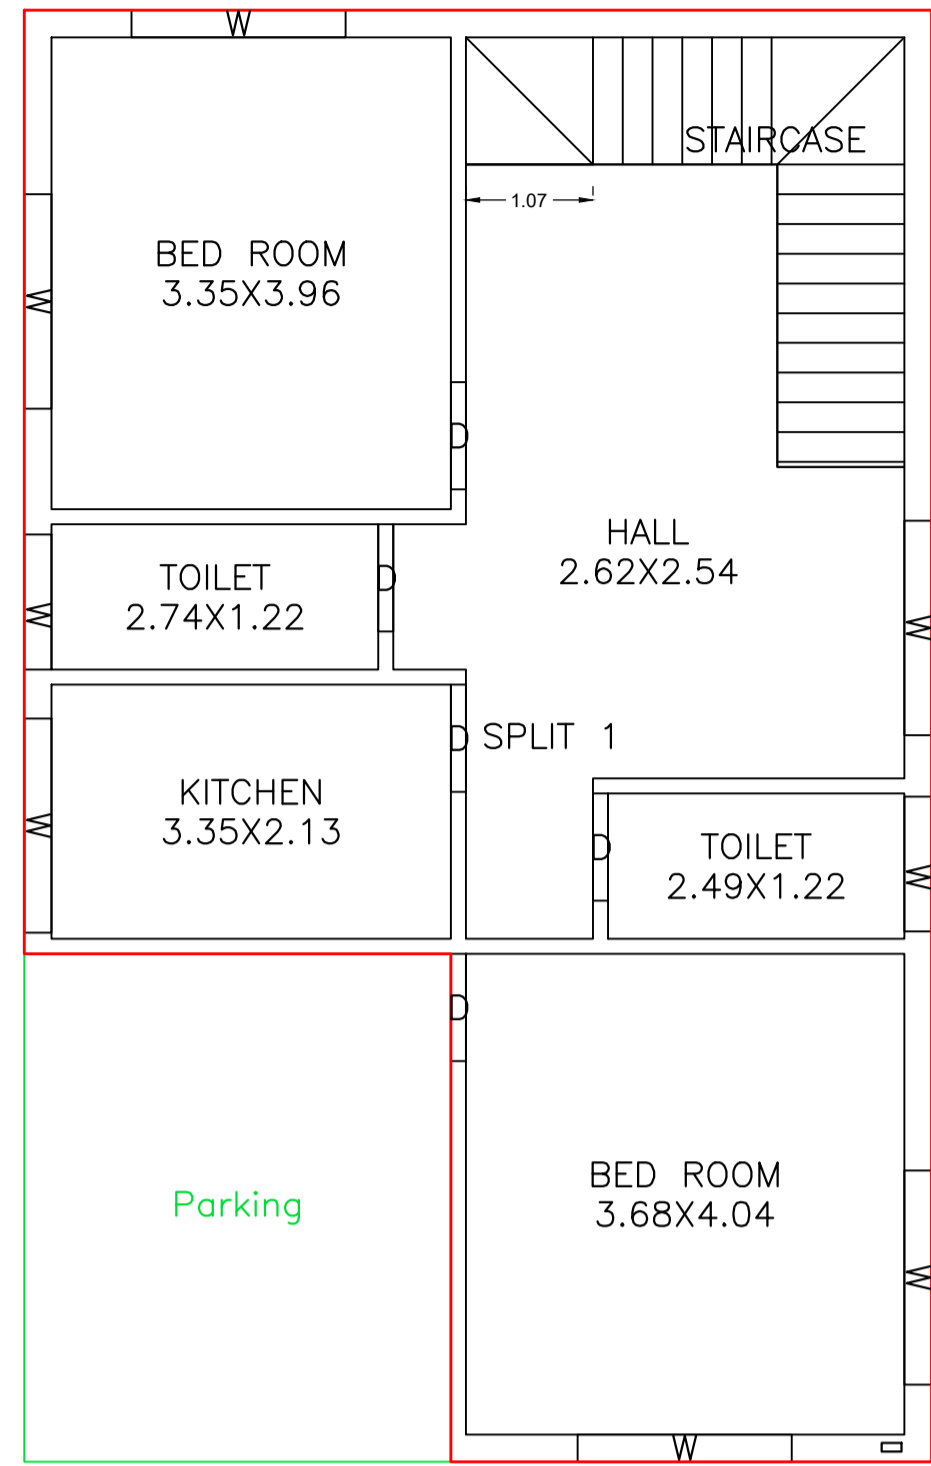 W
STAIRCASE
1.07
BED ROOM
3.35X3.96
W
D
HALL
2.62X2.54
TOILET
2.74X1.22
D
W
W
D
SPLIT 1
KITCHEN
3.35X2.13
W
D
TOILET
2.49X1.22
W
D
BED ROOM
3.68X4.04
Parking
W
W